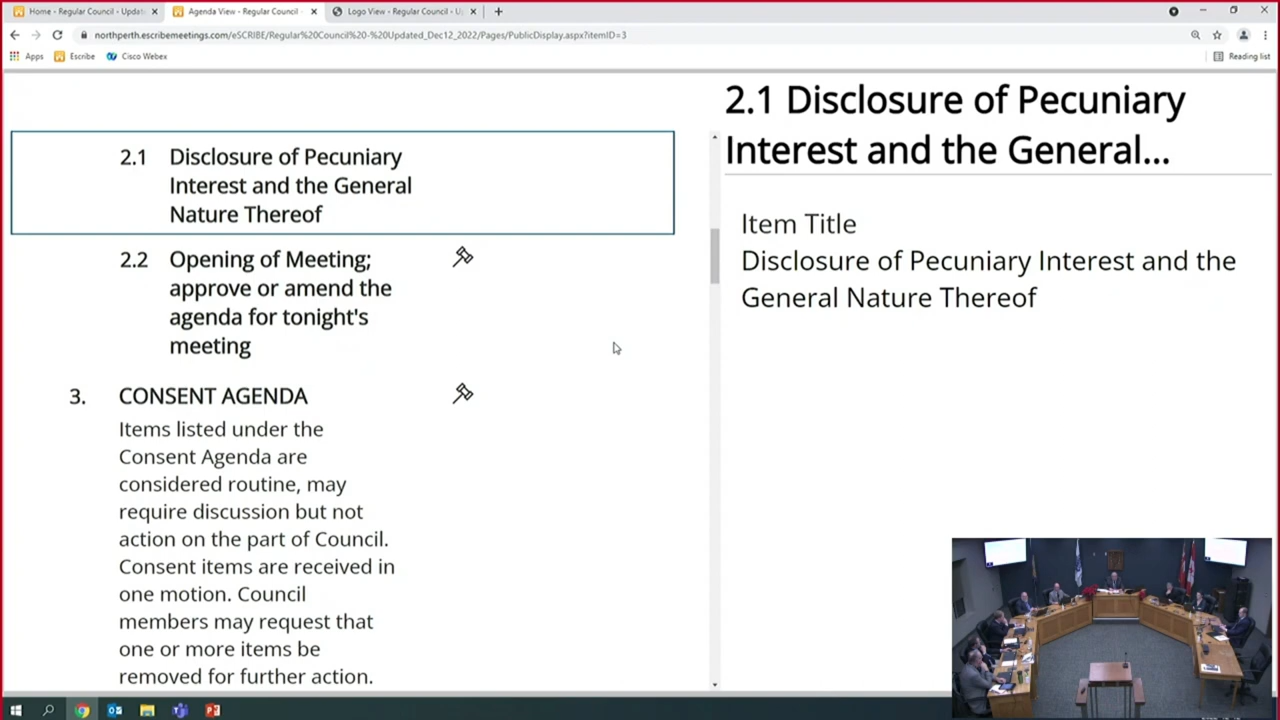 Home - Regular Council - Updat
Agenda View - Regular Council -
Logo View - Regular Council - U
northperth.escribemeetings.com/eSCRIBE/Regular%20Council%20-%20Updated_Dec12_2022/Pages/PublicDisplay.aspx?itemID=3
Apps
Escribe
Cisco Webex
Reading list
2.1 Disclosure of Pecuniary
Interest and the General
Nature Thereof
2.2 Opening of Meeting;
approve or amend the
agenda for tonight's
meeting
3. CONSENT AGENDA
Items listed under the
Consent Agenda are
considered routine, may
require discussion but not
action on the part of Council.
Consent items are received in
one motion. Council
members may request that
one or more items be
removed for further action.
2.1 Disclosure of Pecuniary
Interest and the General...
Item Title
Disclosure of Pecuniary Interest and the
General Nature Thereof